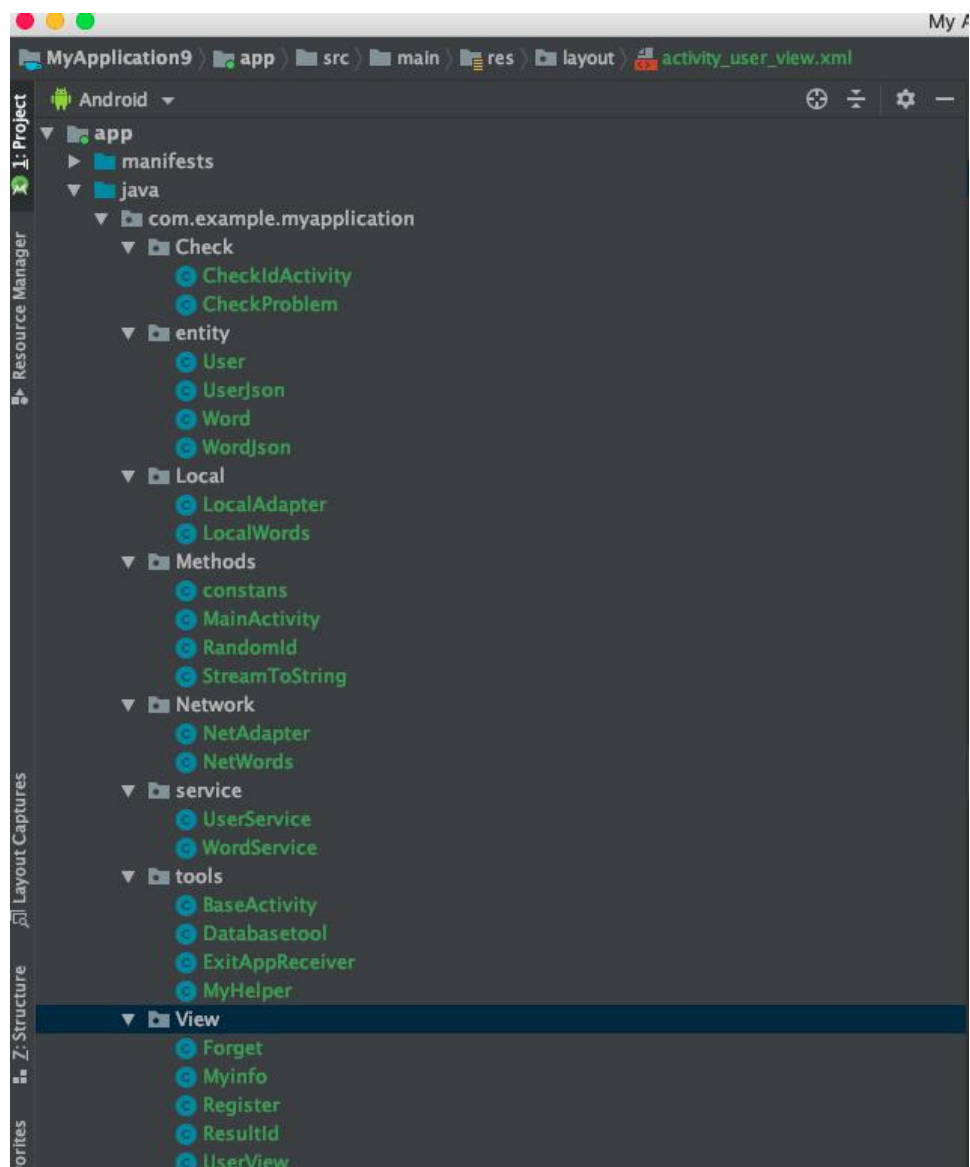 My A
MyApplication9 app src main res layout activity_user_view.xml
Android
app
manifests
java
com.example.myapplication
Check
CheckIdActivity
CheckProblem
entity
User
UserJson
Word
WordJson
Local
LocalAdapter
LocalWords
Methods
constans
MainActivity
RandomId
StreamToString
Network
NetAdapter
NetWords
service
UserService
WordService
tools
BaseActivity
Databasetool
ExitAppReceiver
MyHelper
View
Forget
Myinfo
Register
ResultId
UserView
1: Project
Resource Manager
Layout Captures
Z: Structure
orites